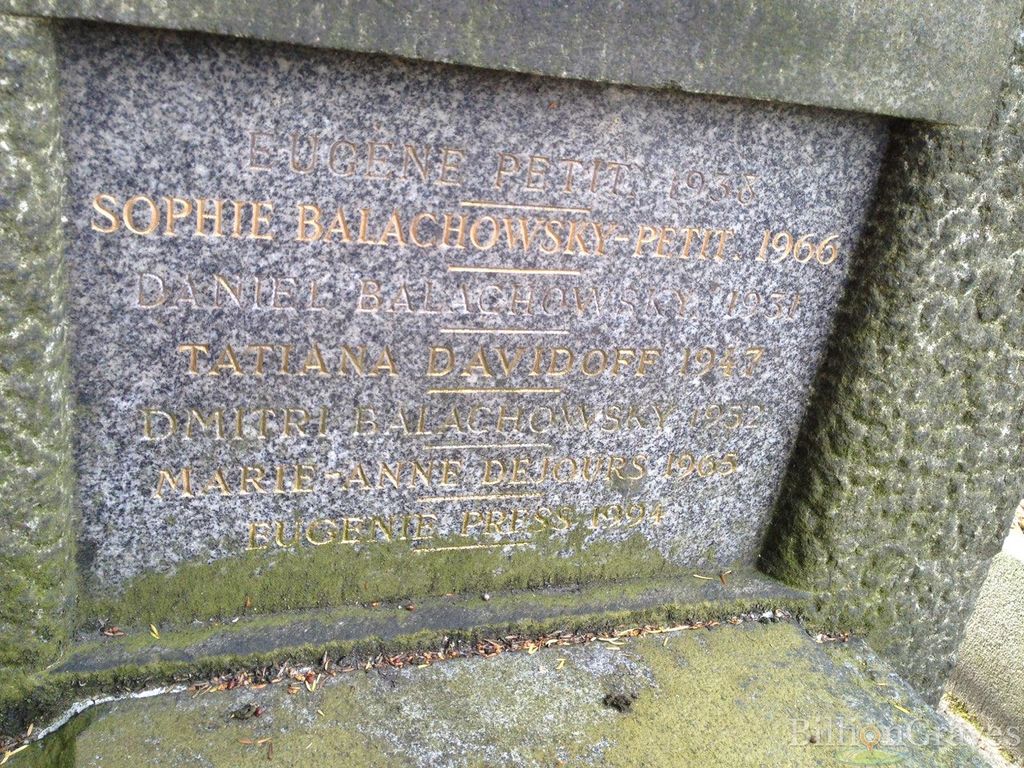 EUGÈNE PETIT 1938
SOPHIE BALACHOWSKY-PETIT. 1966
DANIEL BALACHOWSKY. 1931
TATIANA DAVIDOFF 1947
DMITRI BALACHOWSKY 1952
MARIE-ANNE DEJOURS 1965
EUGENIE PRESS 1994
BillionGraves